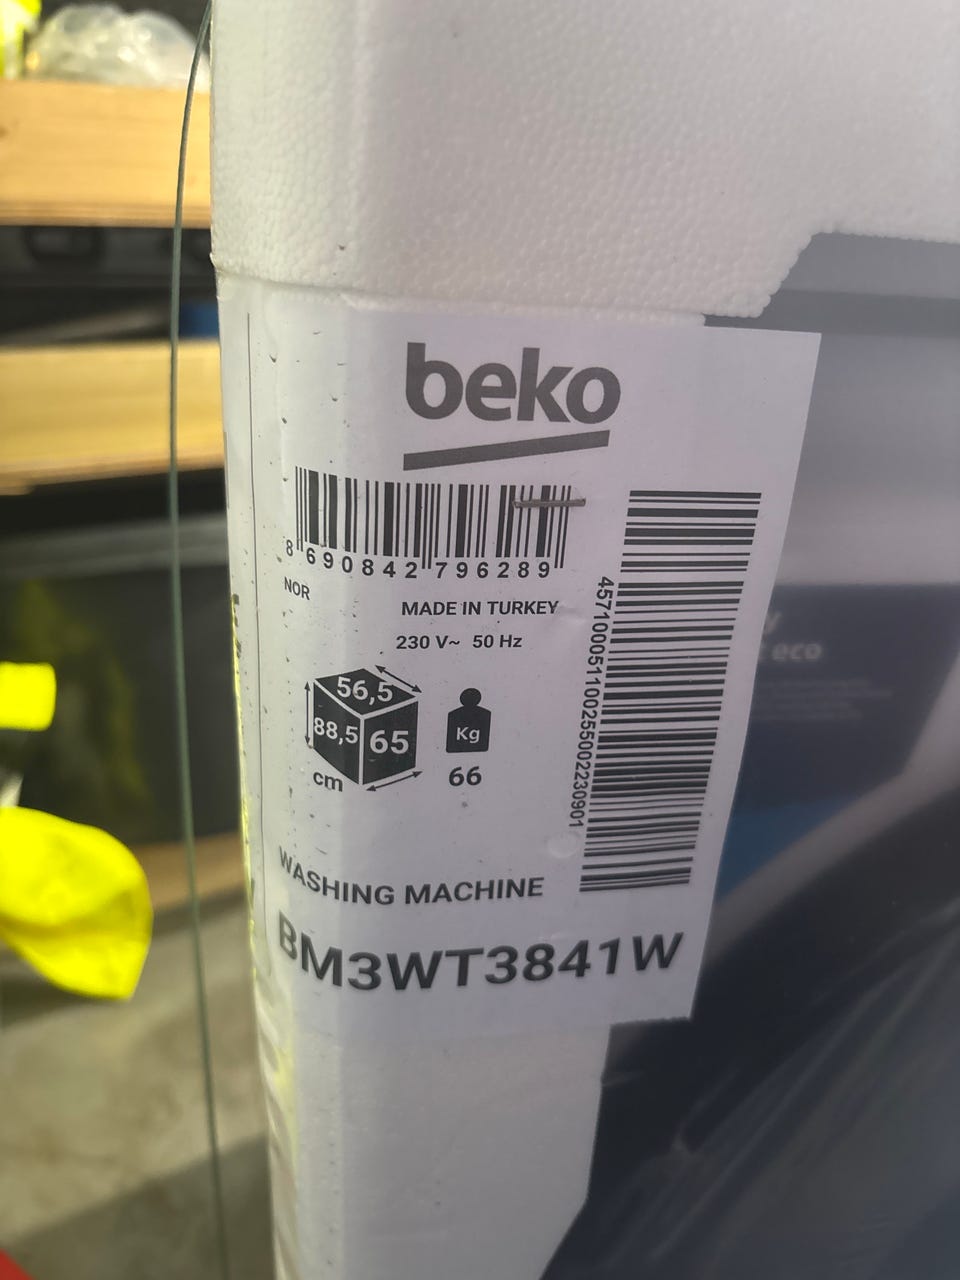 beko
8 690842 796289
NOR
MADE IN TURKEY
230 V~ 50 Hz
56,5
88,5
65
cm
Kg
66
457100051100255002230901
WASHING MACHINE
BM3WT3841W
eco